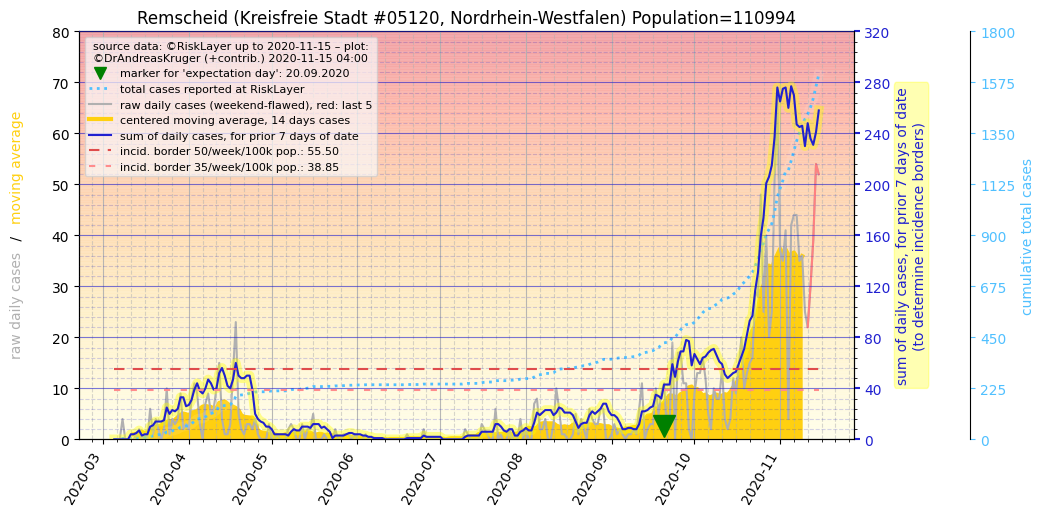 Remscheid (Kreisfreie Stadt #05120, Nordrhein-Westfalen) Population=110994
source data: ©RiskLayer up to 2020-11-15 – plot:
©DrAndreasKruger (+contrib.) 2020-11-15 04:00
marker for 'expectation day': 20.09.2020
total cases reported at RiskLayer
raw daily cases (weekend-flawed), red: last 5
centered moving average, 14 days cases
sum of daily cases, for prior 7 days of date
incid. border 50/week/100k pop.: 55.50
incid. border 35/week/100k pop.: 38.85
raw daily cases / moving average
80
70
60
50
40
30
20
10
0
2020-03
2020-04
2020-05
2020-06
2020-07
2020-08
2020-09
2020-10
2020-11
320
280
240
200
160
120
80
40
0
sum of daily cases, for prior 7 days of date
(to determine incidence borders)
1800
1575
1350
1125
900
675
450
225
0
cumulative total cases